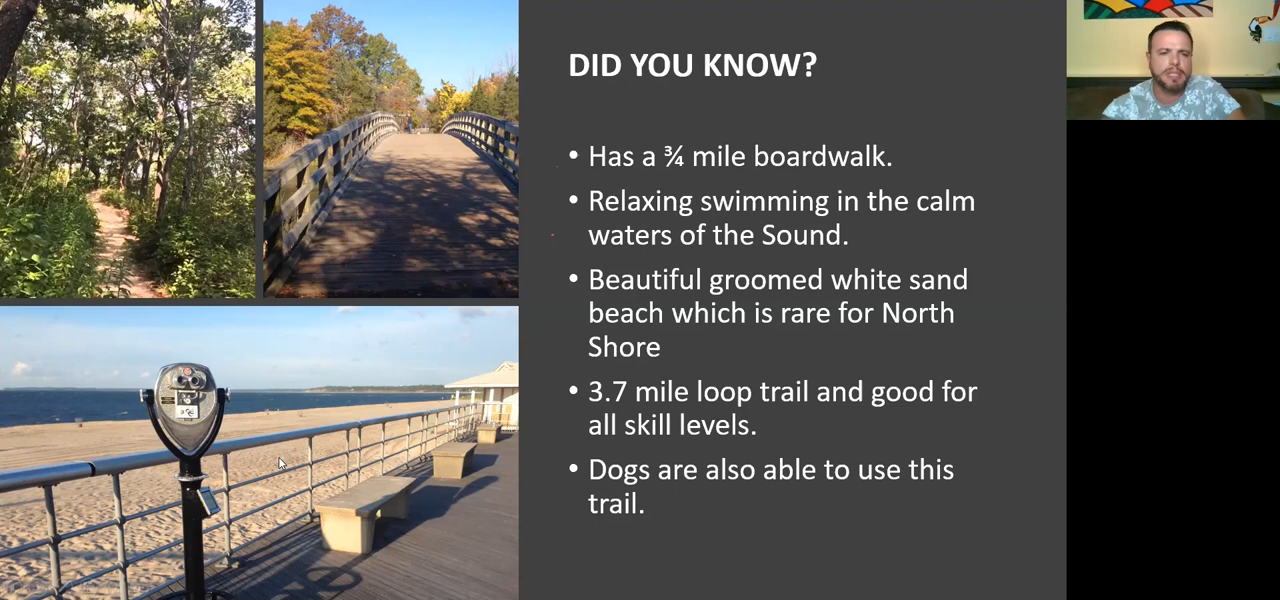 DID YOU KNOW?
• Has a ¾ mile boardwalk.
• Relaxing swimming in the calm
waters of the Sound.
• Beautiful groomed white sand
beach which is rare for North
Shore
• 3.7 mile loop trail and good for
all skill levels.
• Dogs are also able to use this
trail.